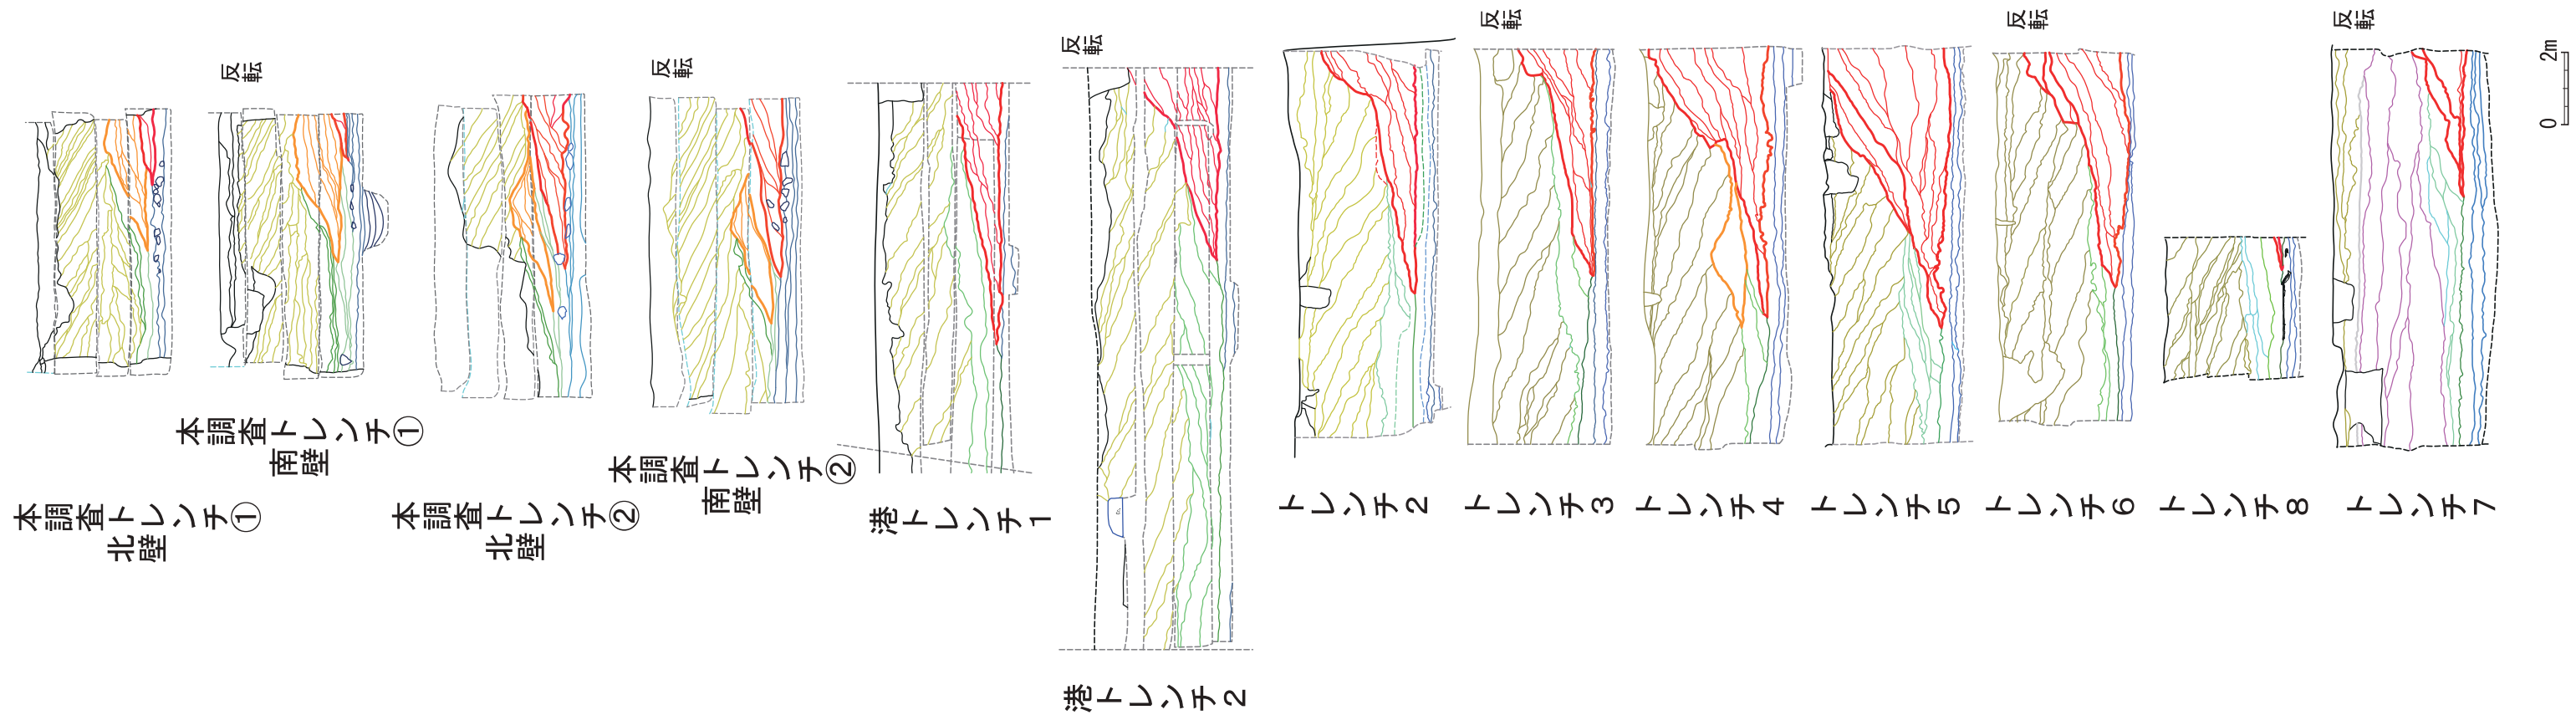 反転
反転
反転
反転
反転
反転
本調査トレンチ①
北壁
本調査トレンチ①
南壁
本調査トレンチ②
北壁
本調査トレンチ②
南壁
港トレンチ1
港トレンチ2
トレンチ2
トレンチ3
トレンチ4
トレンチ5
トレンチ6
トレンチ8
トレンチ7
0 2m